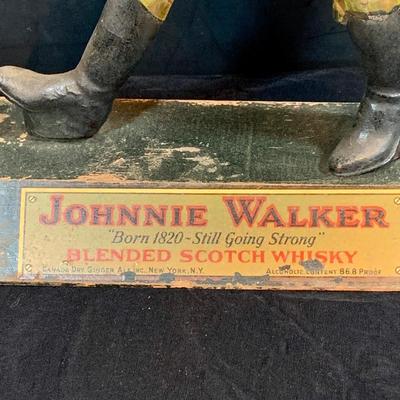 JOHNNIE WALKER
"Born 1820-Still Going Strong"
BLENDED SCOTCH WHISKY
CANADA DRY GINGER ALE INC. NEW YORK, N.Y. ALCOHOLIC CONTENT 86.8 PROOF